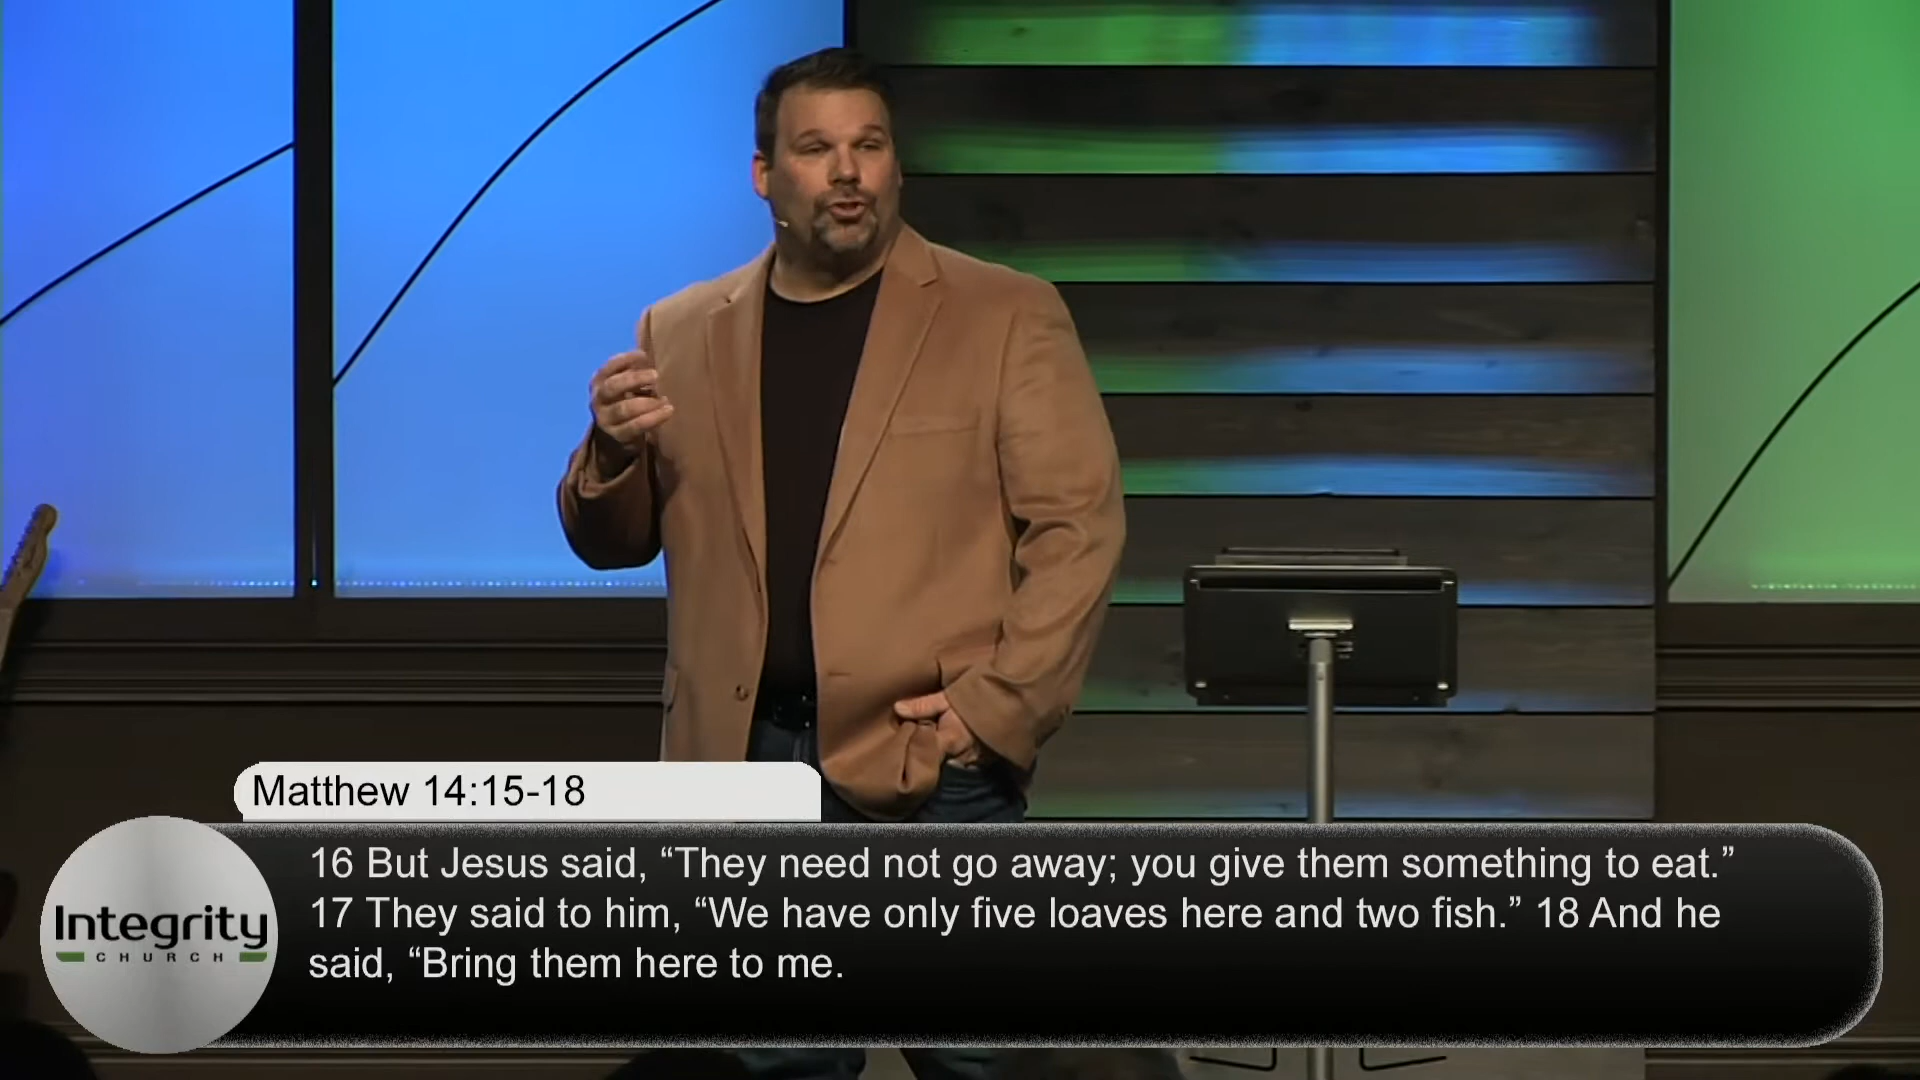 Matthew 14:15-18
16 But Jesus said, “They need not go away; you give them something to eat.”
17 They said to him, “We have only five loaves here and two fish.” 18 And he
said, “Bring them here to me.
Integrity
CHURCH